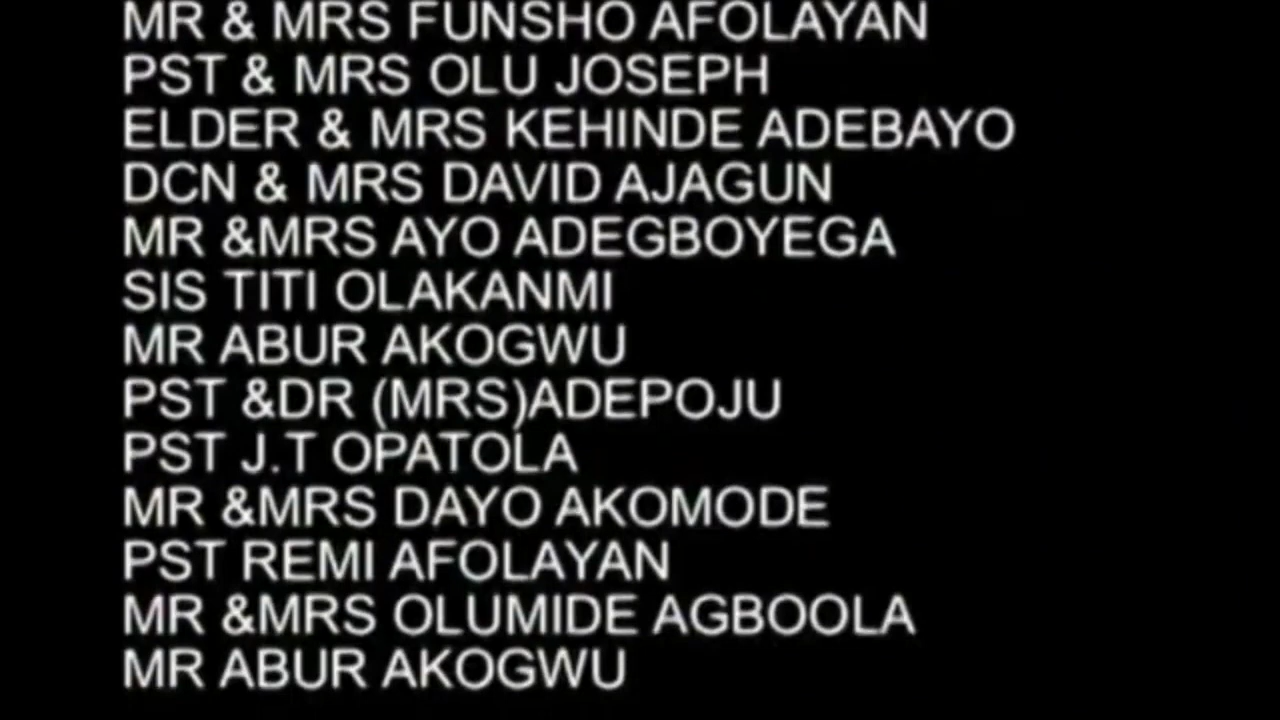 MR & MRS FUNSHO AFOLAYAN
PST & MRS OLU JOSEPH
ELDER & MRS KEHINDE ADEBAYO
DCN & MRS DAVID AJAGUN
MR &MRS AYO ADEGBOYEGA
SIS TITI OLAKANMI
MR ABUR AKOGWU
PST &DR (MRS)ADEPOJU
PST J.T OPATOLA
MR &MRS DAYO AKOMODE
PST REMI AFOLAYAN
MR &MRS OLUMIDE AGBOOLA
MR ABUR AKOGWU